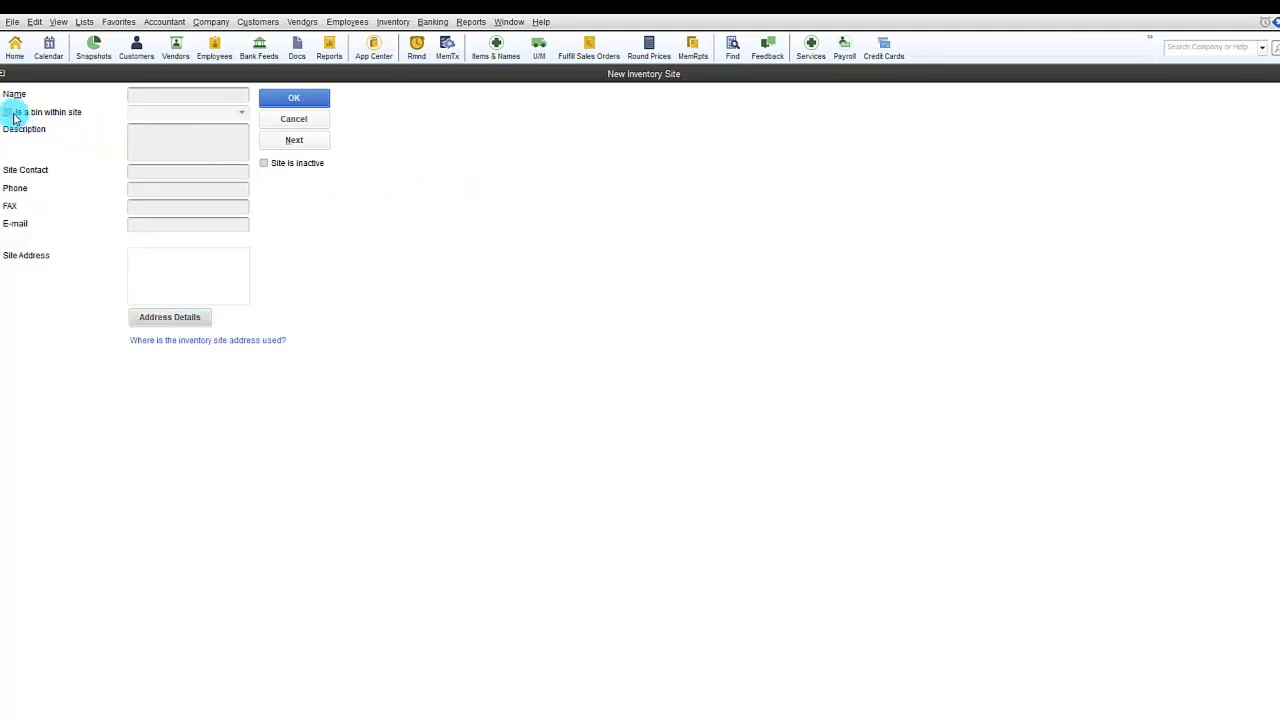 File Edit View Lists Favorites Accountant Company Customers Vendors Employees Inventory Banking Reports Window Help
Home Calendar Snapshots Customers Vendors Employees Bank Feeds Docs Reports App Center Rmnd MemTx Items & Names U/M Fulfill Sales Orders Round Prices MemRpts Find Feedback Services Payroll Credit Cards » Search Company or Help
New Inventory Site
Name OK
Is a bin within site
Cancel
Description
Next
Site is inactive
Site Contact
Phone
FAX
E-mail
Site Address
Address Details
Where is the inventory site address used?